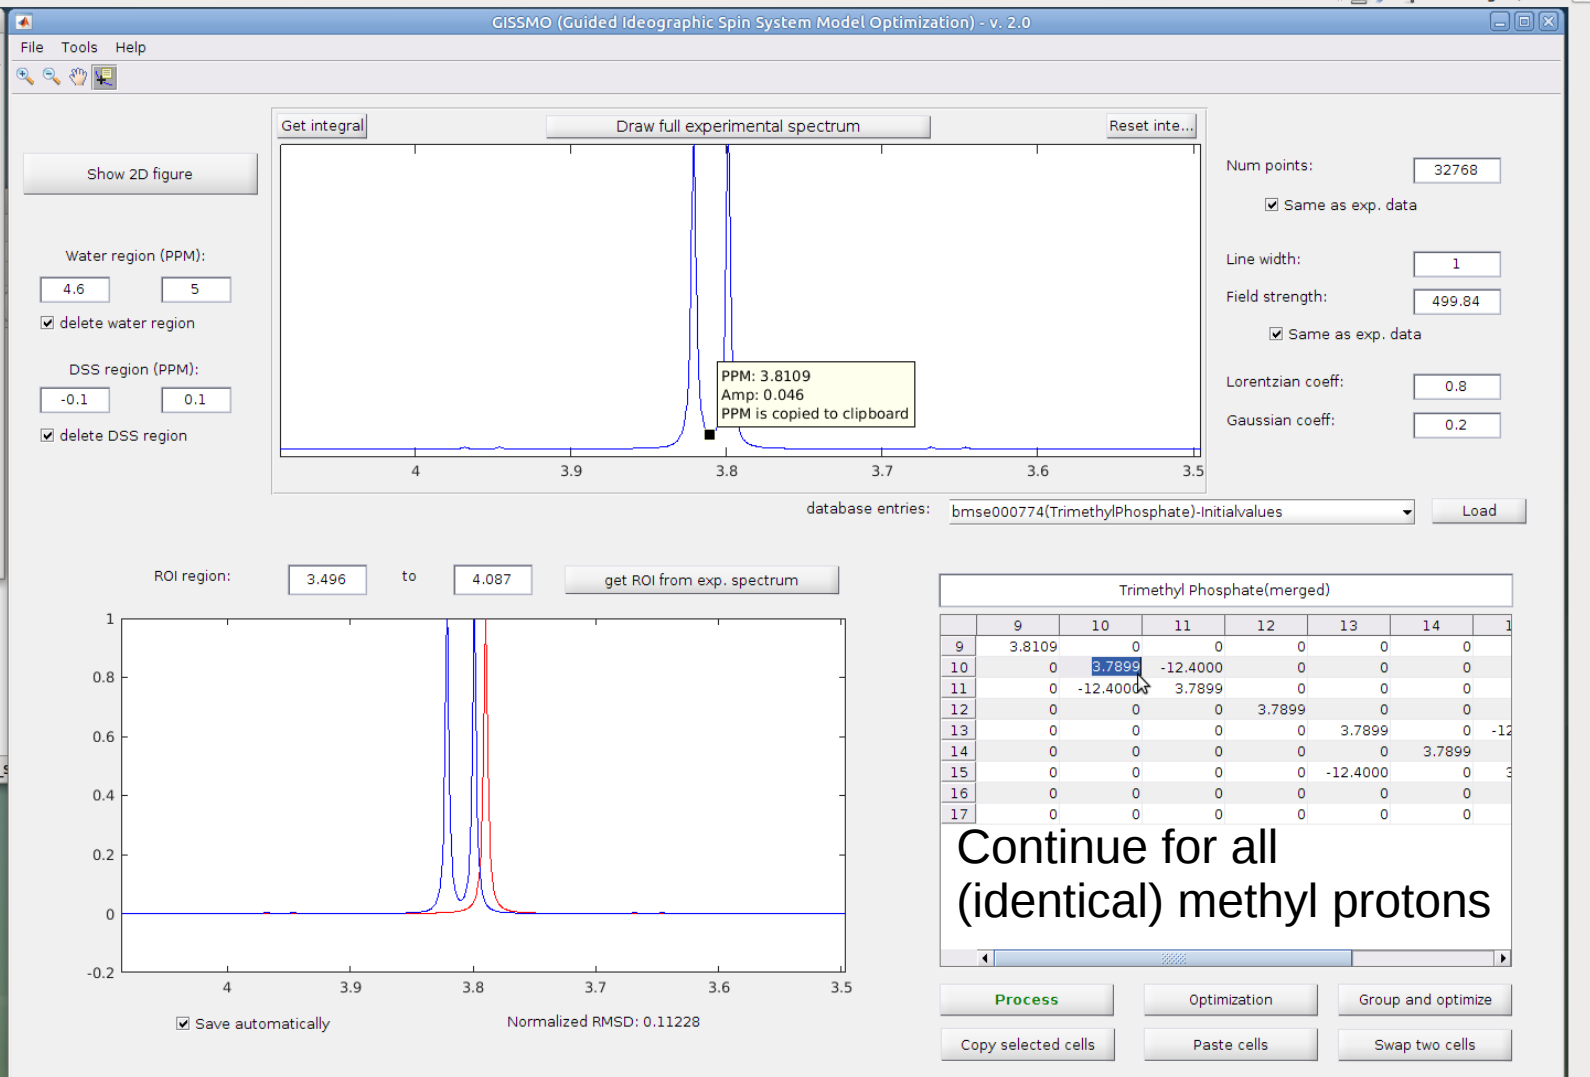 GISSMO (Guided Ideographic Spin System Model Optimization) - v. 2.0
File Tools Help
Get integral Draw full experimental spectrum Reset inte...
Show 2D figure
Water region (PPM):
4.6 5
delete water region
DSS region (PPM):
-0.1 0.1
delete DSS region
PPM: 3.8109
Amp: 0.046
PPM is copied to clipboard
4 3.9 3.8 3.7 3.6 3.5
Num points: 32768
Same as exp. data
Line width: 1
Field strength: 499.84
Same as exp. data
Lorentzian coeff: 0.8
Gaussian coeff: 0.2
database entries: bmse000774(TrimethylPhosphate)-Initialvalues Load
ROI region: 3.496 to 4.087 get ROI from exp. spectrum
1
0.8
0.6
0.4
0.2
0
-0.2
4 3.9 3.8 3.7 3.6 3.5
Save automatically Normalized RMSD: 0.11228
Trimethyl Phosphate(merged)
9 10 11 12 13 14 1
9 3.8109 0 0 0 0 0
10 0 3.7899 -12.4000 0 0 0
11 0 -12.4000 3.7899 0 0 0
12 0 0 0 3.7899 0 0
13 0 0 0 0 3.7899 0 -12
14 0 0 0 0 0 3.7899
15 0 0 0 0 -12.4000 0 3
16 0 0 0 0 0 0
17 0 0 0 0 0 0
Continue for all
(identical) methyl protons
Process Optimization Group and optimize
Copy selected cells Paste cells Swap two cells